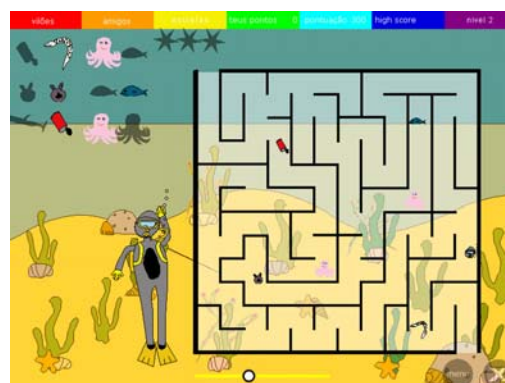 vilões amigos estrelas teus pontos 0 pontuação 300 high score nivel 2
menu